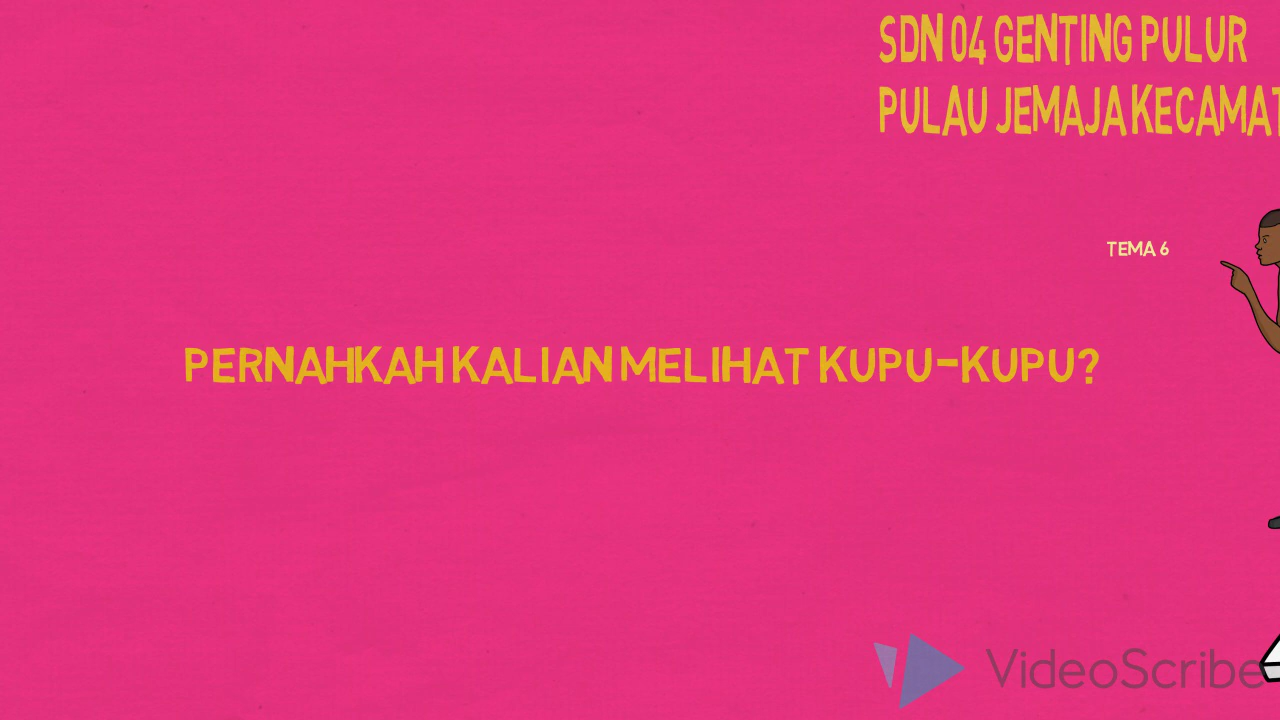 SDN 04 GENTING PULUR
PULAU JEMAJA KECAMAT
TEMA 6
PERNAHKAH KALIAN MELIHAT KUPU-KUPU?
VideoScribe